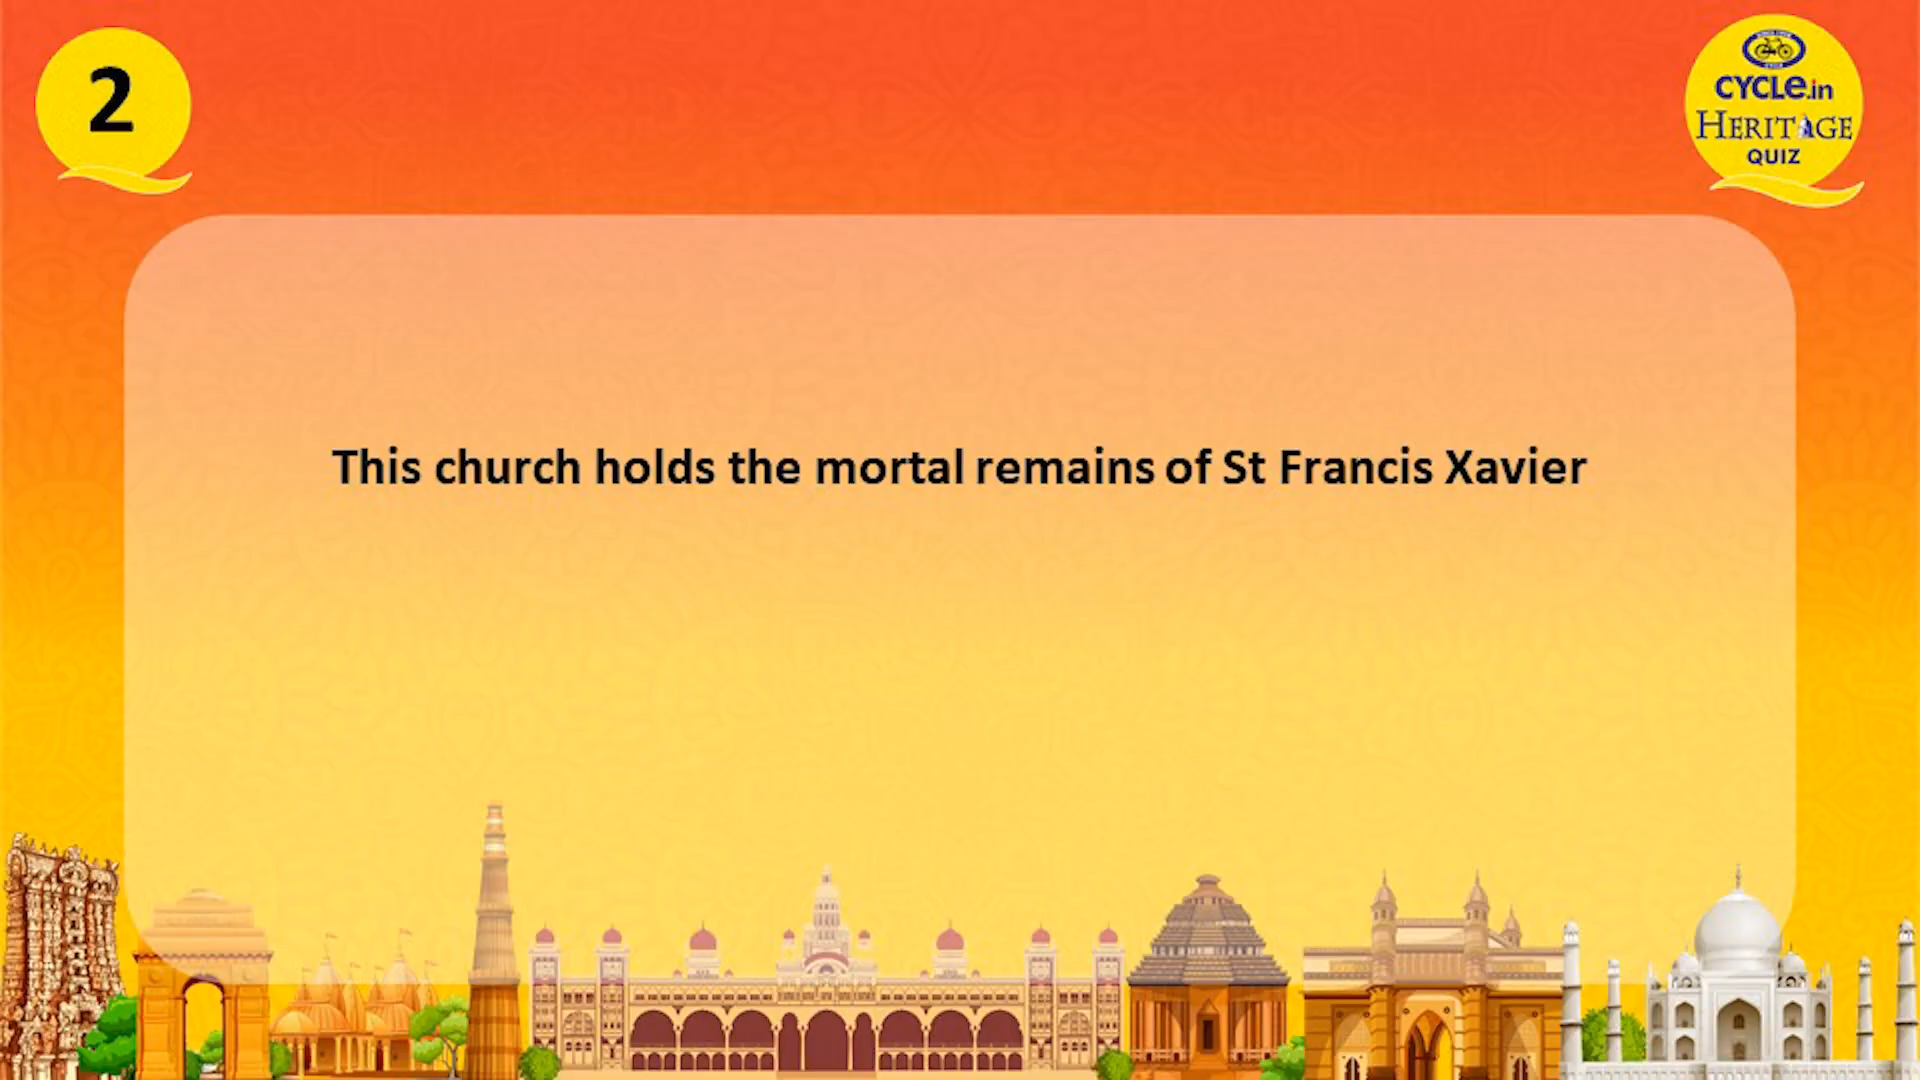 2
CYCLe.in
HERITAGE
QUIZ
This church holds the mortal remains of St Francis Xavier